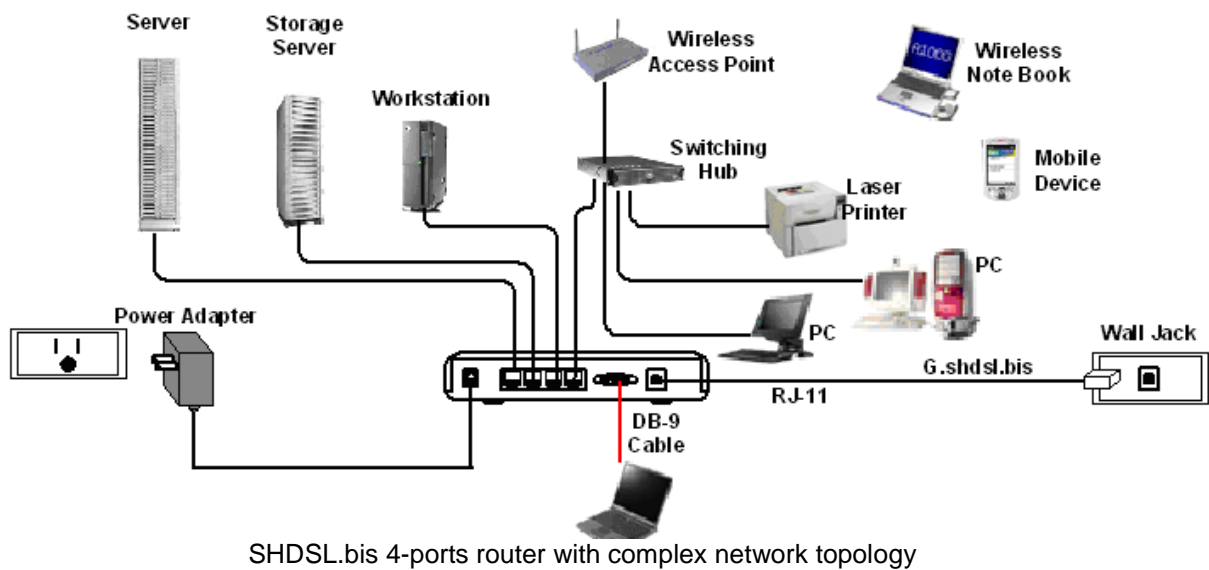 Server
Storage
Server
Workstation
Wireless
Access Point
Wireless
Note Book
Switching
Hub
Mobile
Device
Laser
Printer
PC
PC
Power Adapter
Wall Jack
G.shdsl.bis
RJ-11
DB-9
Cable
SHDSL.bis 4-ports router with complex network topology